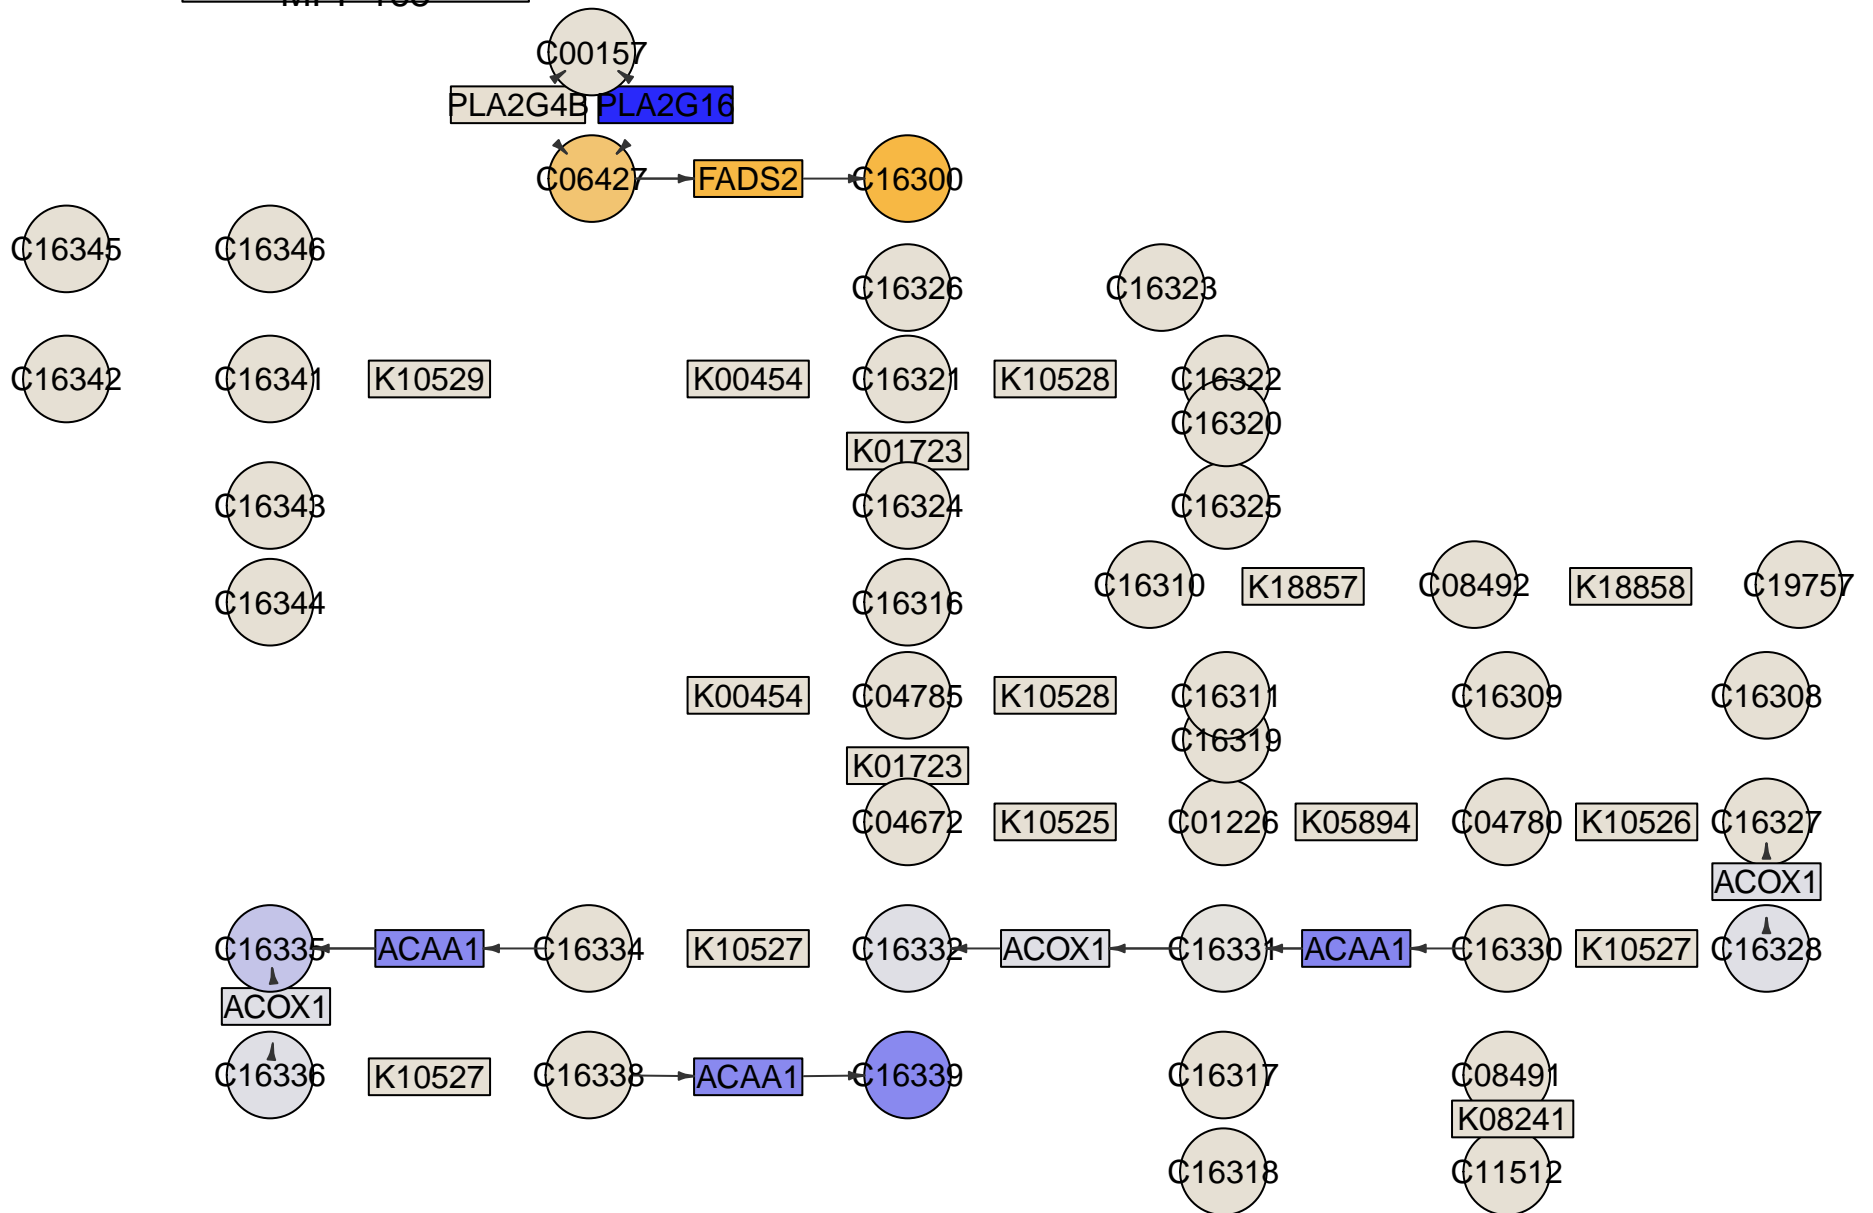 C00157
PLA2G4B PLA2G16
C06427 FADS2 C16300
C16345 C16346
C16326 C16323
C16342 C16341 K10529 K00454 C16321 K10528 C16322
C16320
K01723
C16343 C16324 C16325
C16310 K18857 C08492 K18858 C19757
C16344 C16316
K00454 C04785 K10528 C16311 C16309 C16308
C16319
K01723
C04672 K10525 C01226 K05894 C04780 K10526 C16327
ACOX1
C16335 ACAA1 C16334 K10527 C16332 ACOX1 C16331 ACAA1 C16330 K10527 C16328
ACOX1
C16336 K10527 C16338 ACAA1 C16339 C16317 C08491
K08241
C16318 C11512